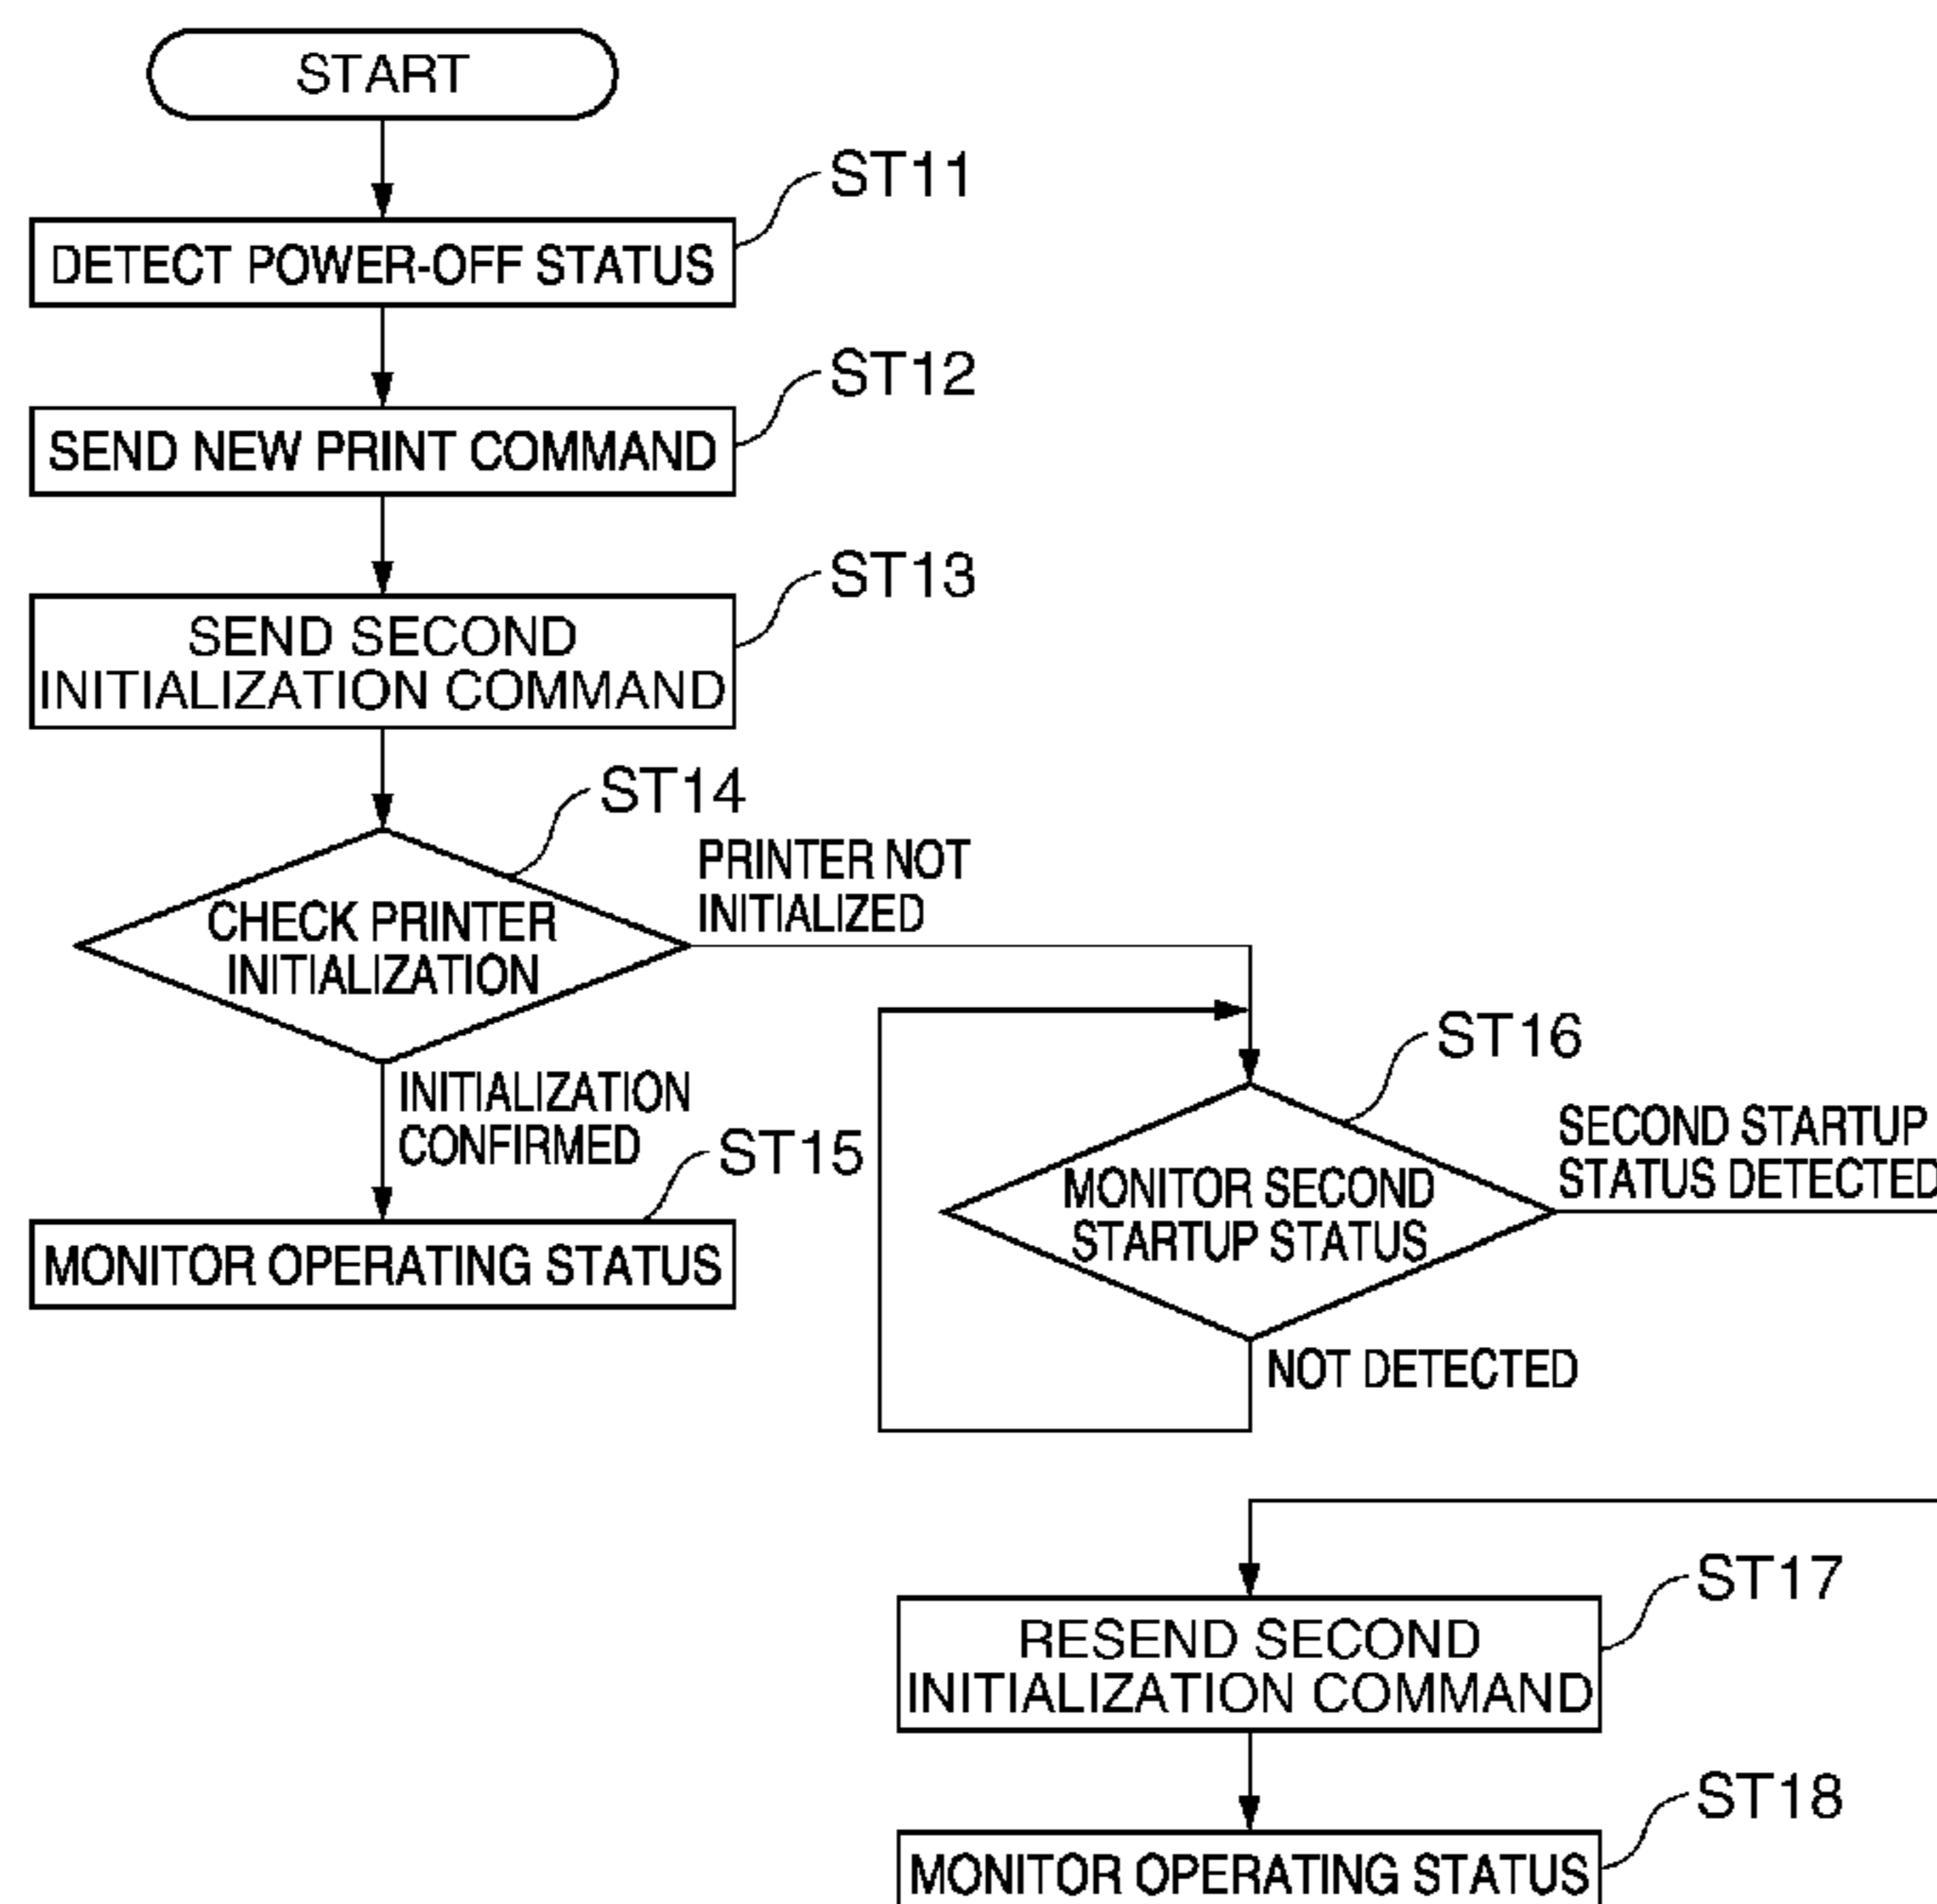 START
ST11
DETECT POWER-OFF STATUS
ST12
SEND NEW PRINT COMMAND
ST13
SEND SECOND
INITIALIZATION COMMAND
ST14
CHECK PRINTER
INITIALIZATION
PRINTER NOT
INITIALIZED
INITIALIZATION
CONFIRMED
ST15
MONITOR OPERATING STATUS
ST16
MONITOR SECOND
STARTUP STATUS
SECOND STARTUP
STATUS DETECTED
NOT DETECTED
ST17
RESEND SECOND
INITIALIZATION COMMAND
ST18
MONITOR OPERATING STATUS